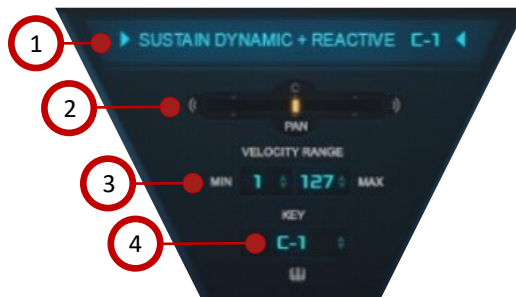 1 SUSTAIN DYNAMIC + REACTIVE C-1
C
2
PAN
VELOCITY RANGE
3 MIN 1 127 MAX
KEY
4 C-1